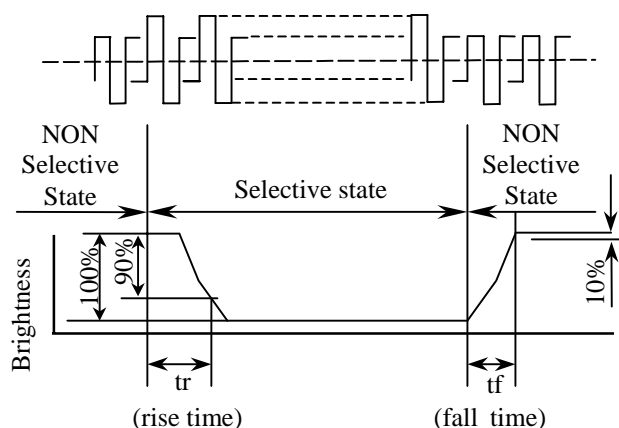 NON
Selective
State
Selective state
NON
Selective
State
Brightness
100%
90%
10%
tr
(rise time)
tf
(fall time)